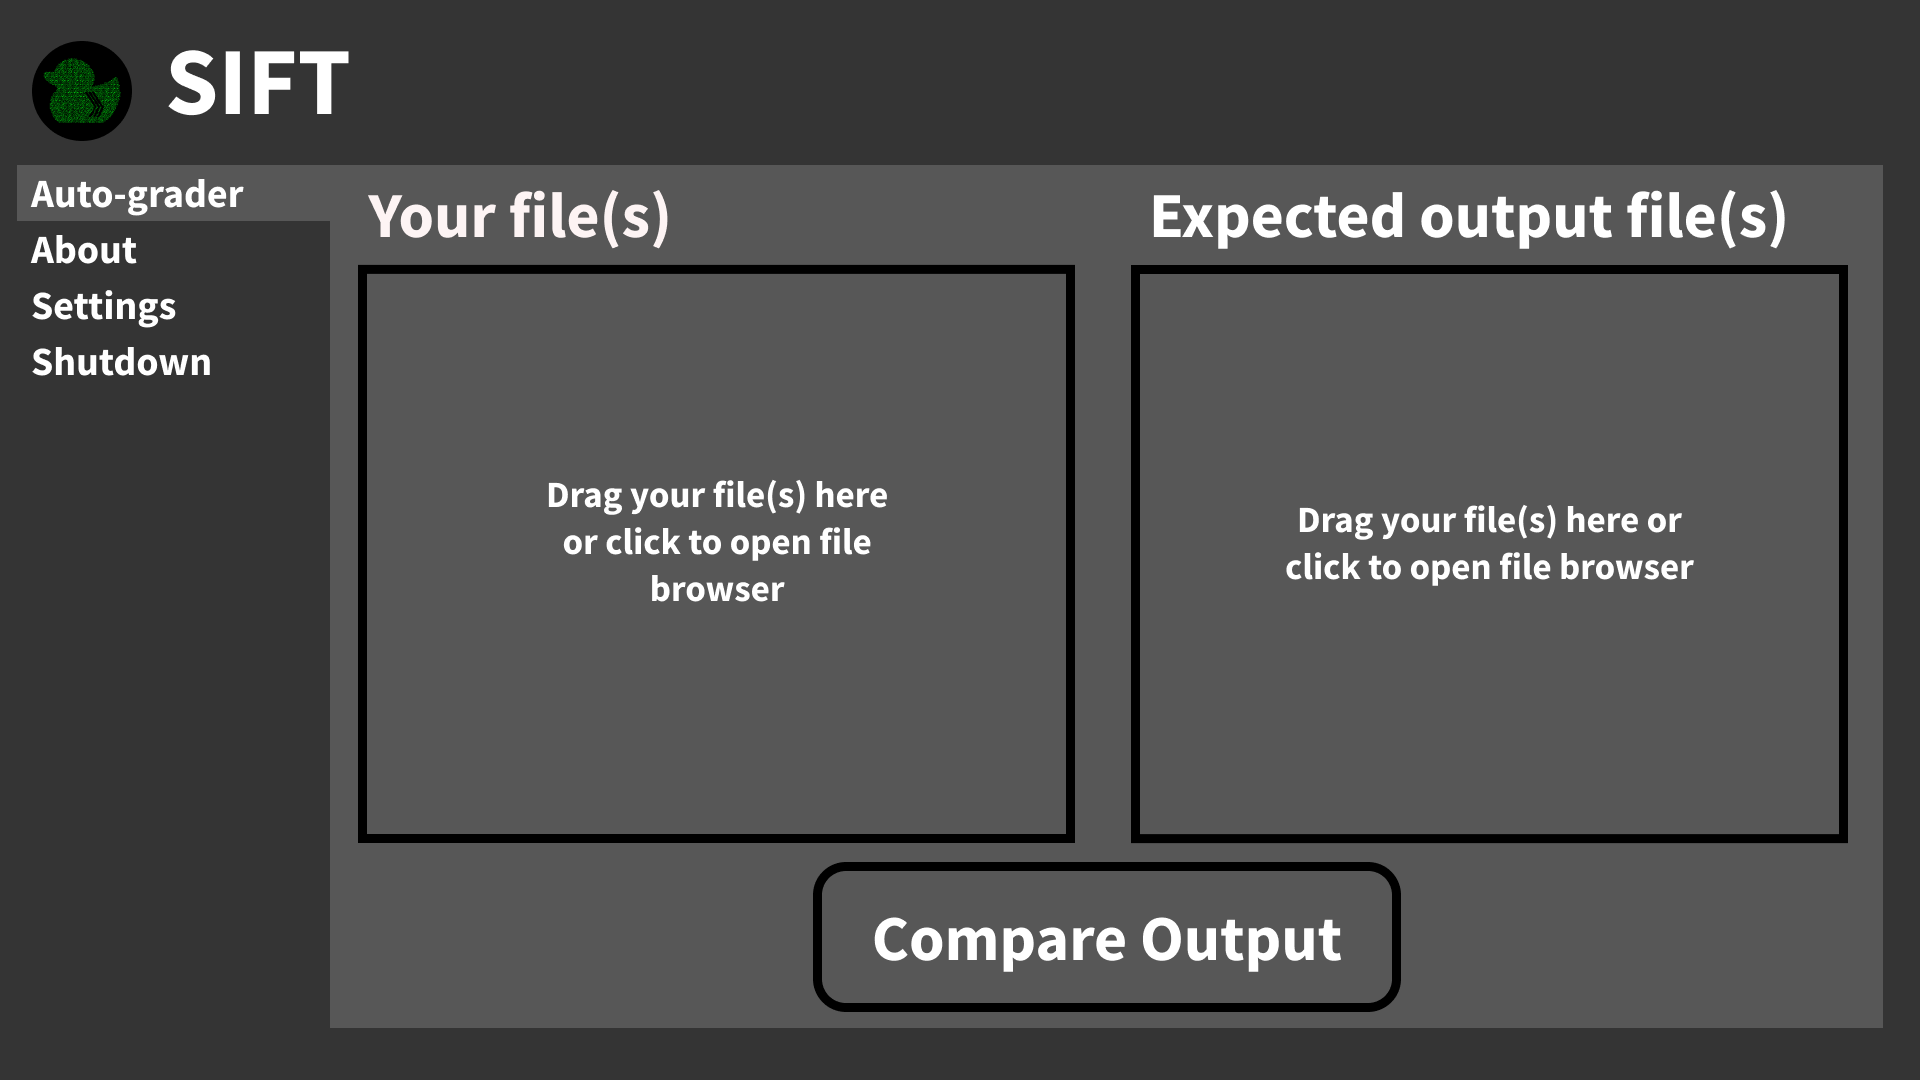 SIFT
Auto-grader
About
Settings
Shutdown
Your file(s)
Drag your file(s) here
or click to open file
browser
Expected output file(s)
Drag your file(s) here or
click to open file browser
Compare Output